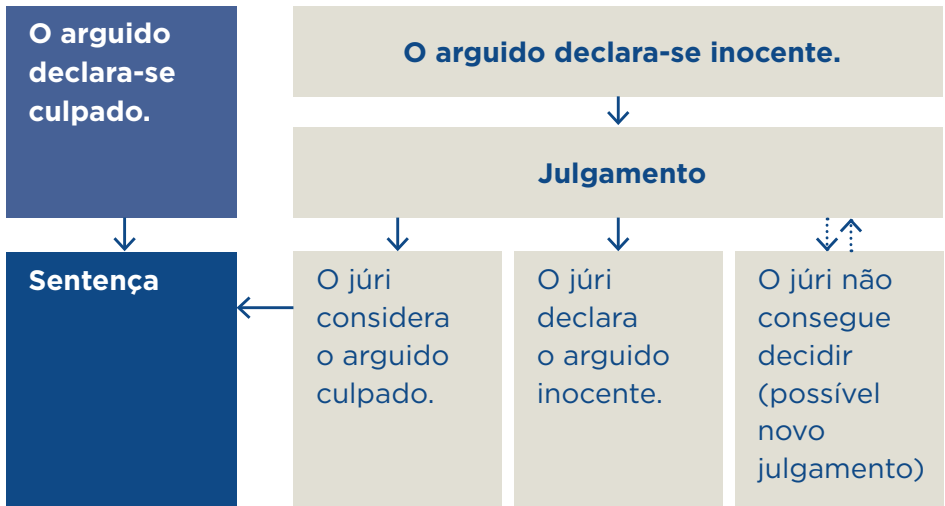 O arguido
declara-se
culpado.
O arguido declara-se inocente.
Julgamento
Sentença
O júri
considera
o arguido
culpado.
O júri
declara
o arguido
inocente.
O júri não
consegue
decidir
(possível
novo
julgamento)